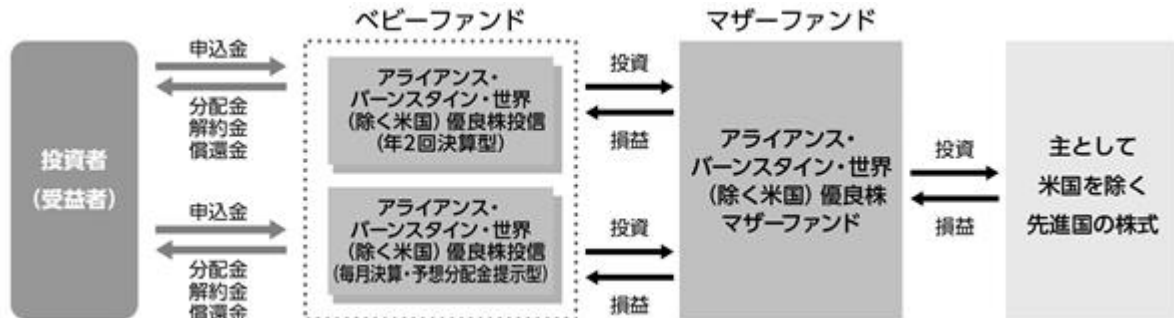 ベビーファンド
マザーファンド
投資者
(受益者)
申込金
分配金
解約金
償還金
申込金
分配金
解約金
償還金
アライアンス・
バーンスタイン・世界
(除く米国)優良株投信
(年2回決算型)
アライアンス・
バーンスタイン・世界
(除く米国)優良株投信
(毎月決算・予想分配金提示型)
投資
損益
投資
損益
アライアンス・
バーンスタイン・世界
(除く米国)優良株
マザーファンド
投資
損益
主として
米国を除く
先進国の株式